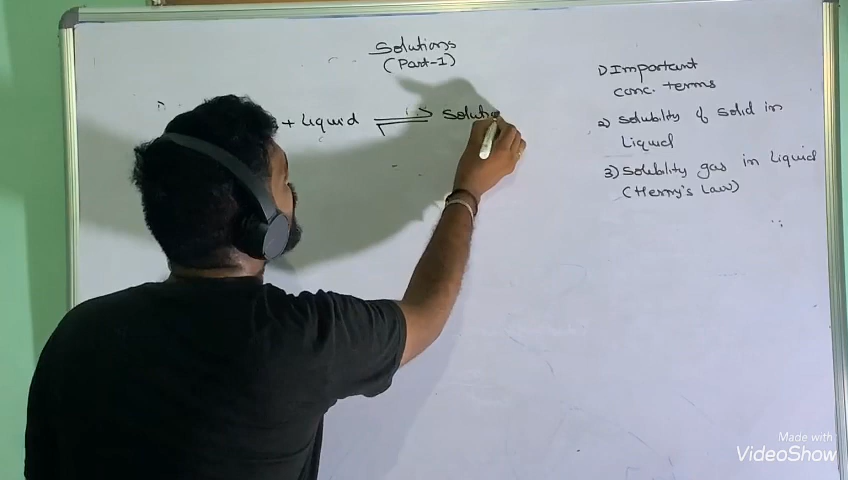 Solutions
(Part-1)
+ Liquid ⇌ Solutio
1) Important
conc. terms
2) solubility of solid in
Liquid
3) Solubility gas in Liquid
(Henry's Law)
Made with
VideoShow